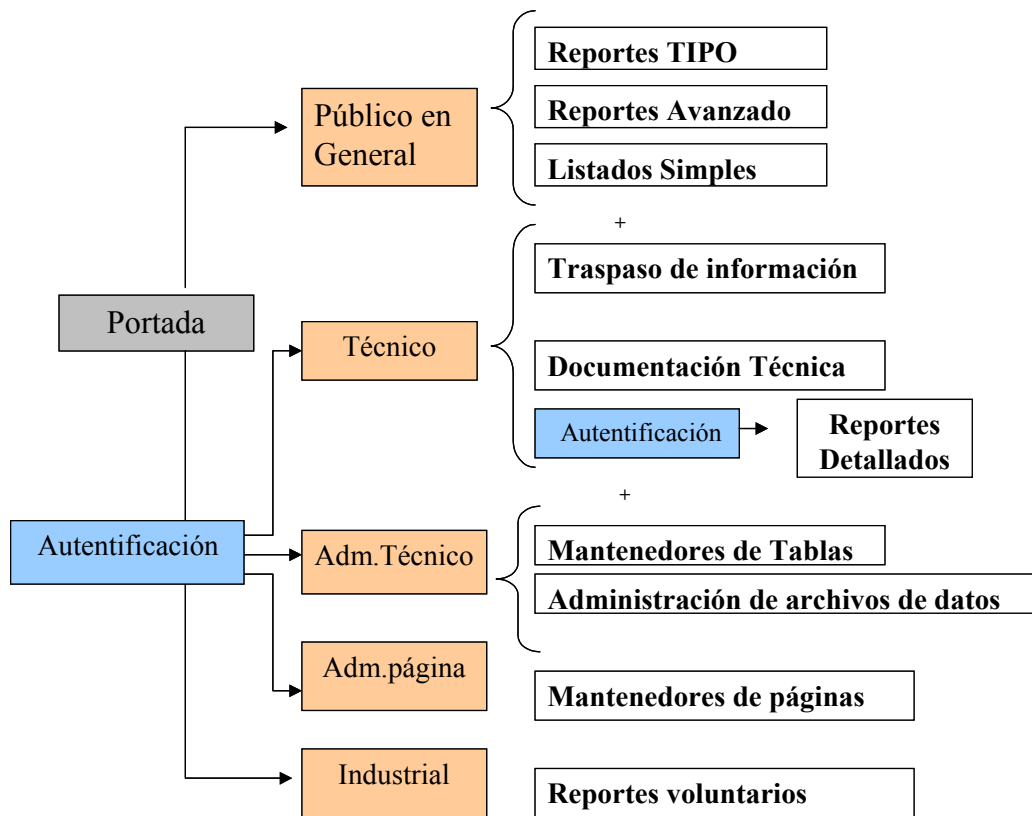 Reportes TIPO
Público en
General
Reportes Avanzado
Listados Simples
+
Traspaso de información
Portada
Técnico
Documentación Técnica
Autentificación
Reportes
Detallados
+
Autentificación
Adm.Técnico
Mantenedores de Tablas
Administración de archivos de datos
Adm.página
Mantenedores de páginas
Industrial
Reportes voluntarios